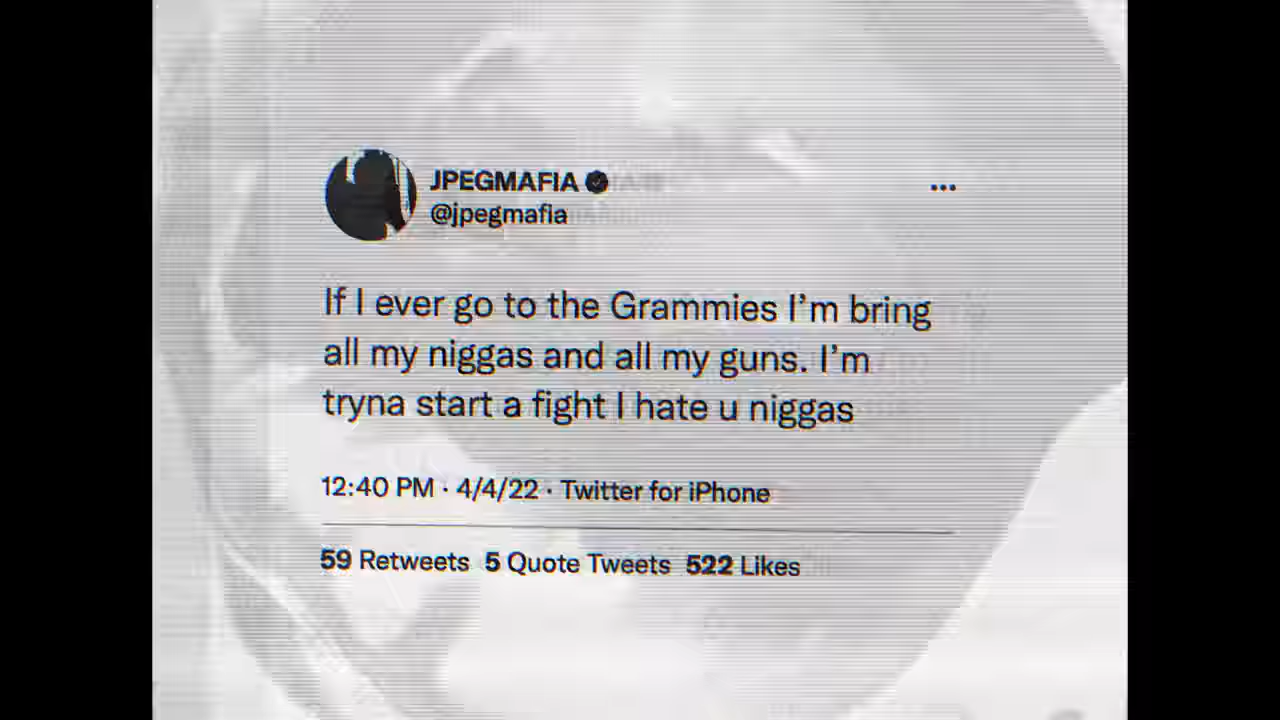 JPEGMAFIA
@jpegmafia
...
If I ever go to the Grammies I’m bring
all my niggas and all my guns. I’m
tryna start a fight I hate u niggas
12:40 PM · 4/4/22 · Twitter for iPhone
59 Retweets 5 Quote Tweets 522 Likes